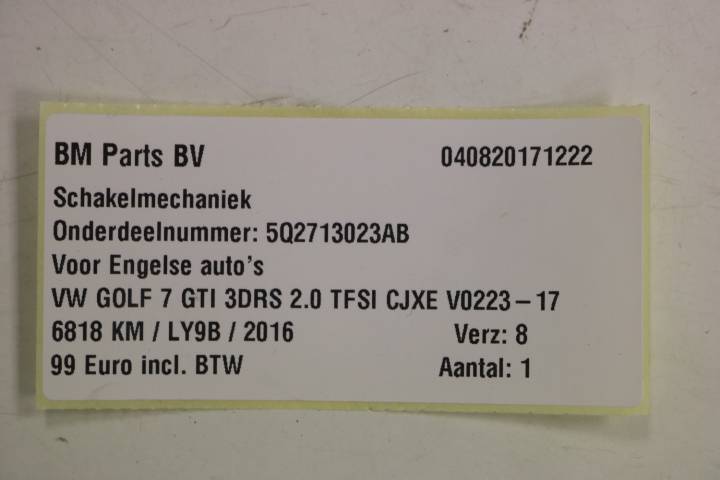 BM Parts BV 040820171222
Schakelmechaniek
Onderdeelnummer: 5Q2713023AB
Voor Engelse auto's
VW GOLF 7 GTI 3DRS 2.0 TFSI CJXE V0223-17
6818 KM / LY9B / 2016 Verz: 8
99 Euro incl. BTW Aantal: 1